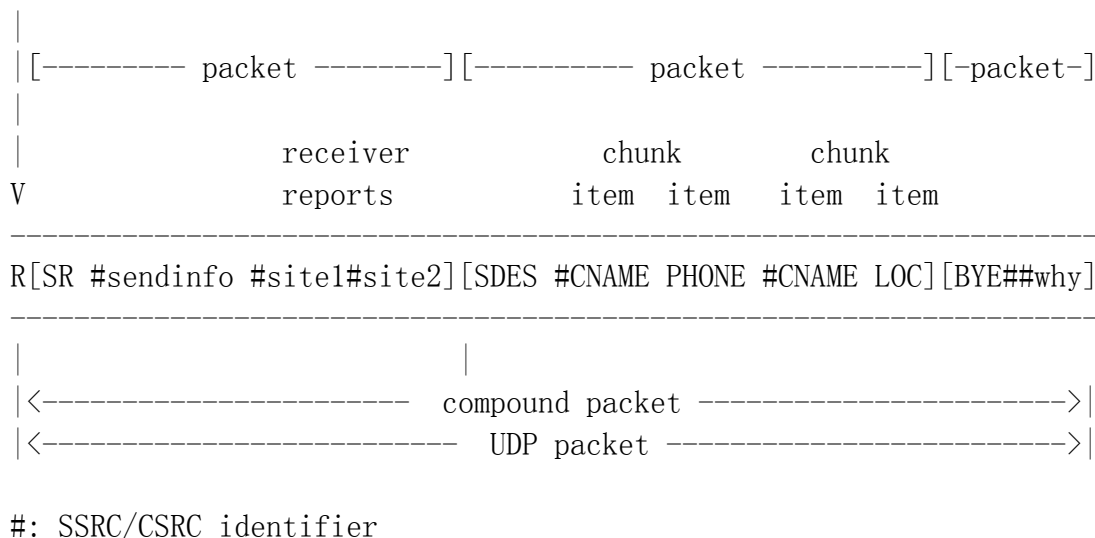 |
|[--------- packet --------][---------- packet ----------][-packet-]
|
|                receiver            chunk        chunk
V                reports           item  item   item  item
--------------------------------------------------------------------
R[SR #sendinfo #site1#site2][SDES #CNAME PHONE #CNAME LOC][BYE##why]
--------------------------------------------------------------------
|                           |
|<-----------------------  compound packet ----------------------->|
|<--------------------------  UDP packet ------------------------->|

#: SSRC/CSRC identifier